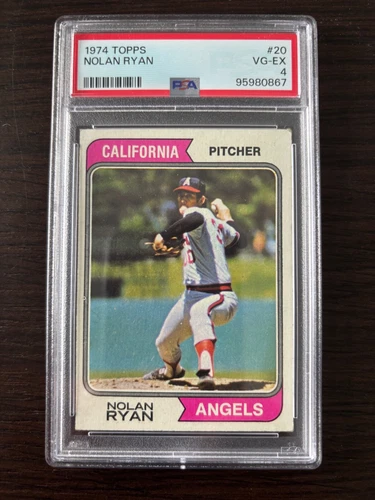 1974 TOPPS #20
NOLAN RYAN VG-EX
4
PSA 95980867
CALIFORNIA PITCHER
NOLAN
RYAN ANGELS